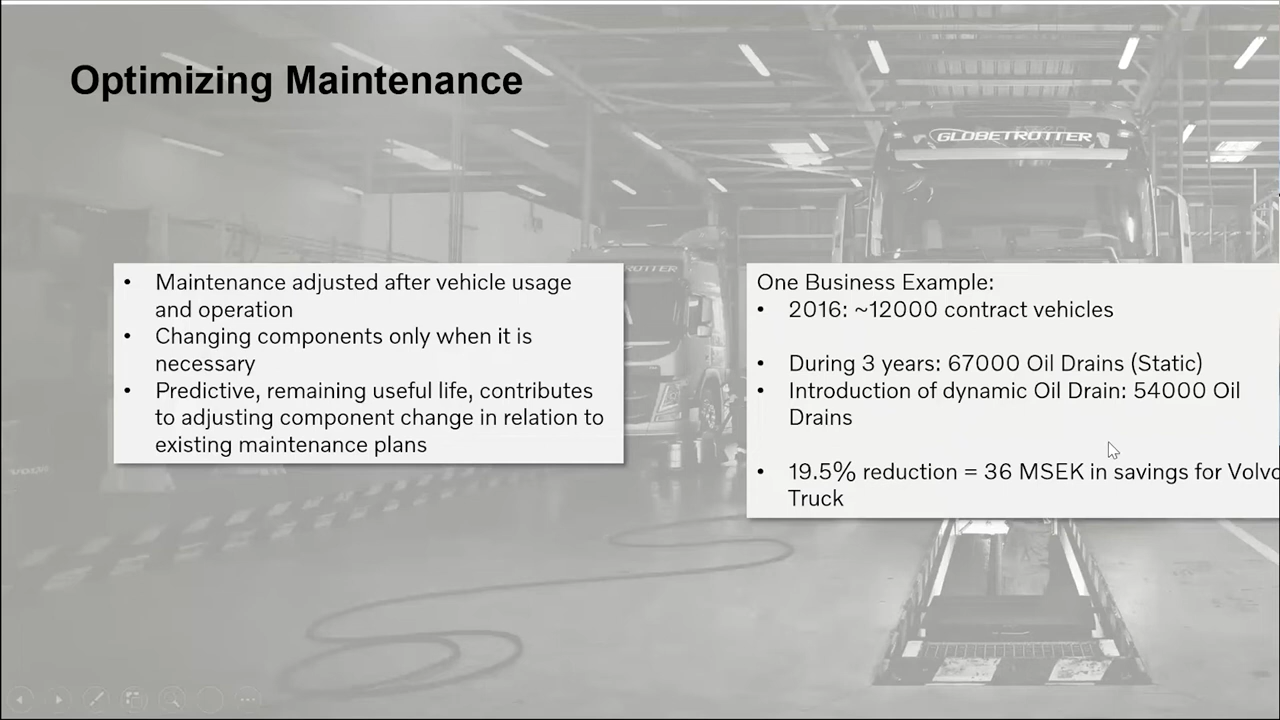 Optimizing Maintenance
GLOBETROTTER
• Maintenance adjusted after vehicle usage
and operation
• Changing components only when it is
necessary
• Predictive, remaining useful life, contributes
to adjusting component change in relation to
existing maintenance plans
One Business Example:
• 2016: ~12000 contract vehicles
• During 3 years: 67000 Oil Drains (Static)
• Introduction of dynamic Oil Drain: 54000 Oil
Drains
• 19.5% reduction = 36 MSEK in savings for Volvo
Truck